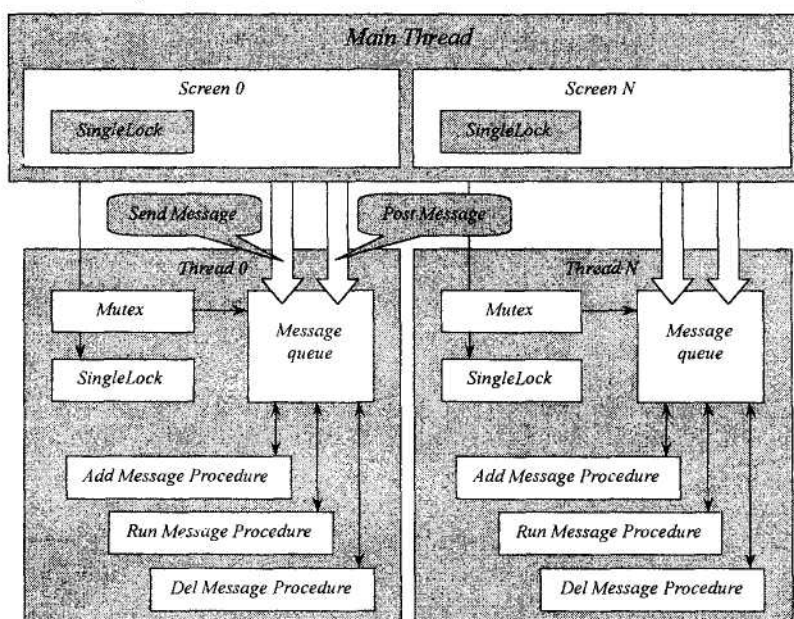 Main Thread
Screen 0
SingleLock
Screen N
SingleLock
Send Message
Post Message
Thread 0
Mutex
Message
queue
SingleLock
Add Message Procedure
Run Message Procedure
Del Message Procedure
Thread N
Mutex
Message
queue
SingleLock
Add Message Procedure
Run Message Procedure
Del Message Procedure